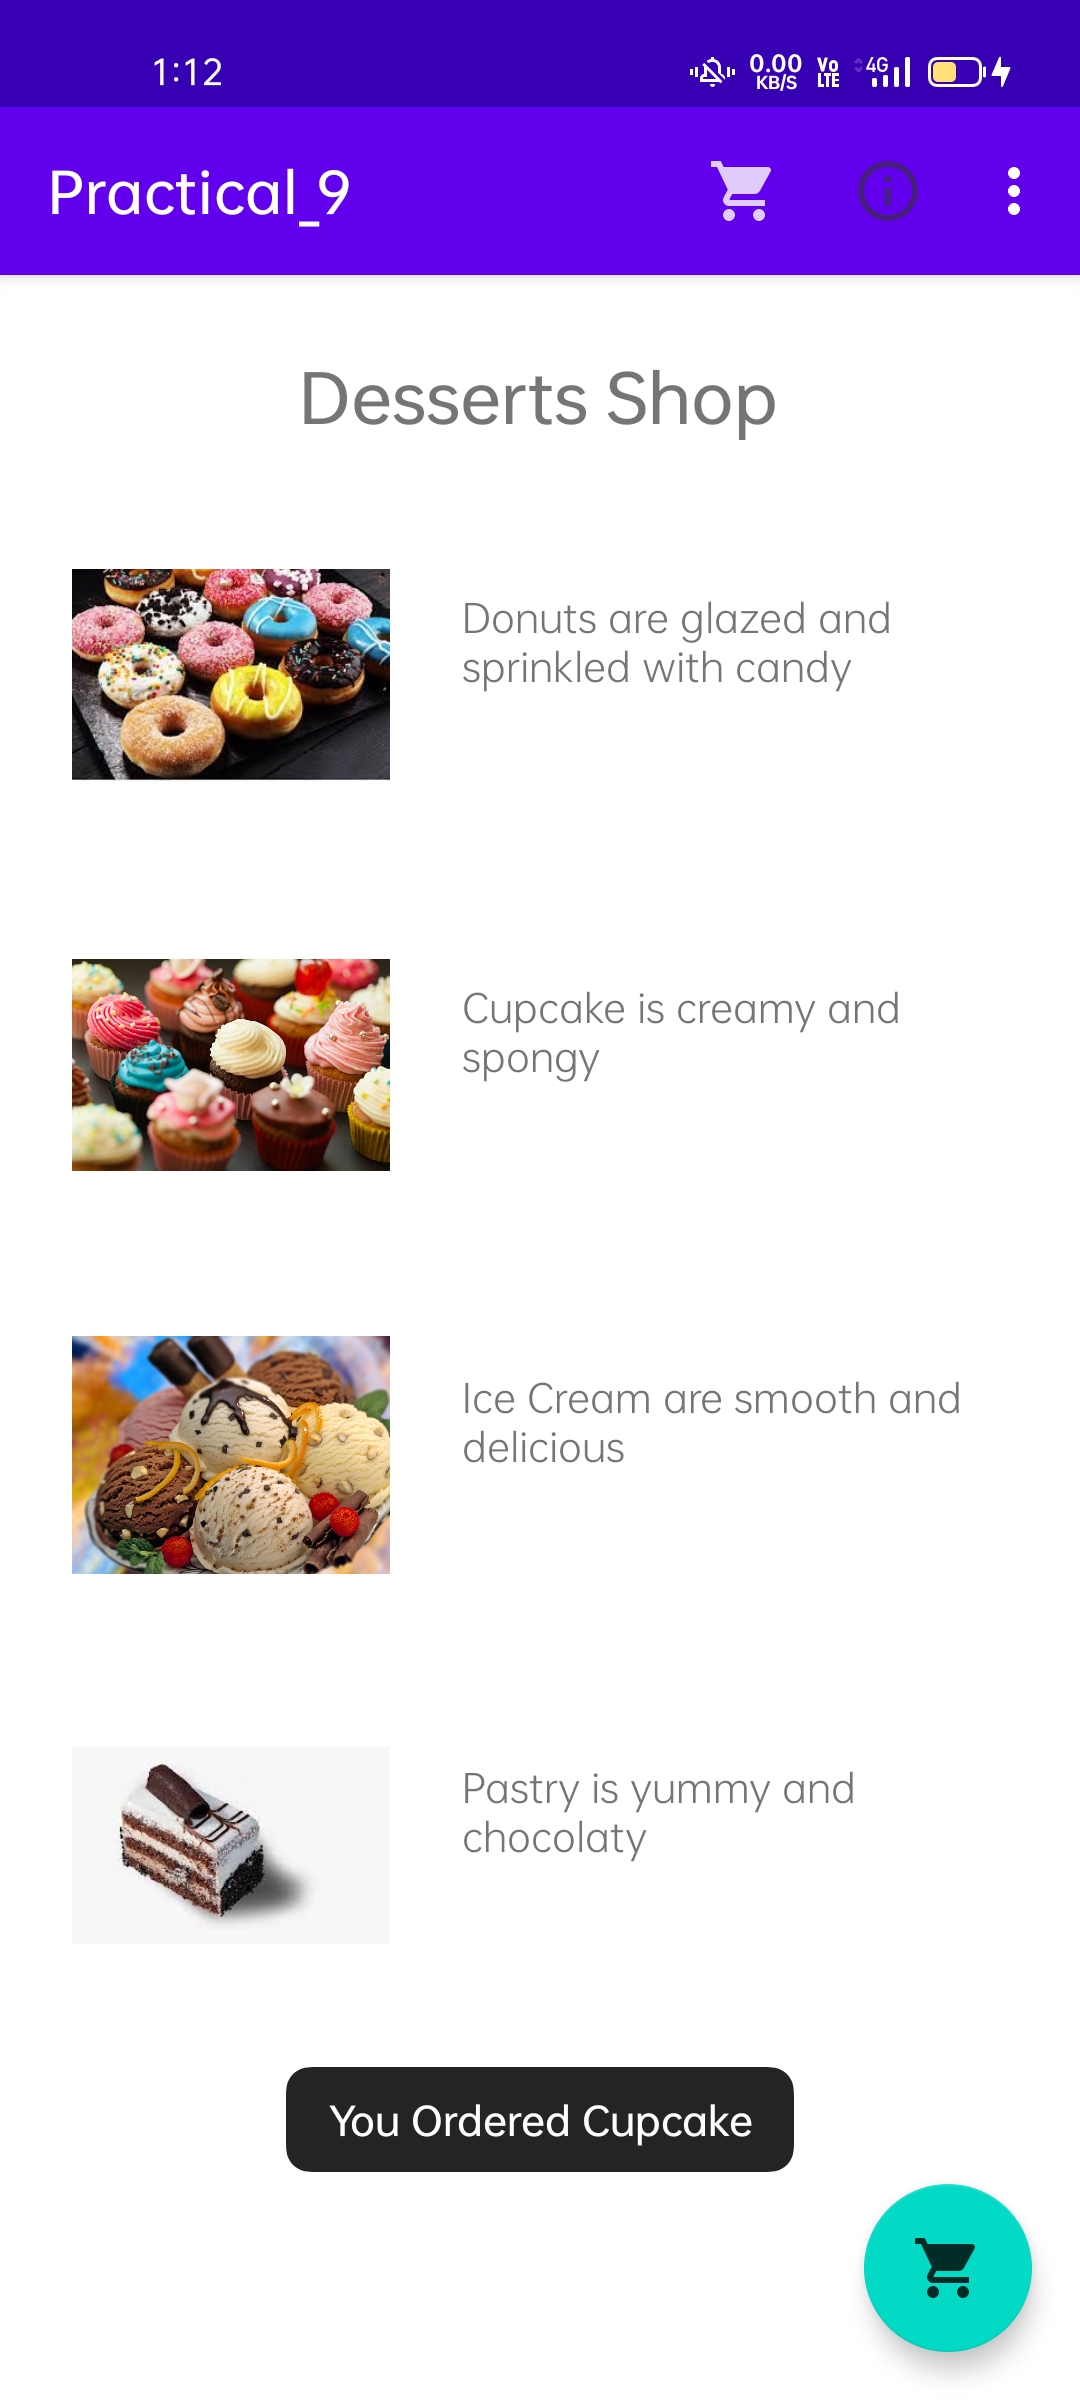 1:12
0.00
KB/S
Vo
LTE
4G
Practical_9
Desserts Shop
Donuts are glazed and
sprinkled with candy
Cupcake is creamy and
spongy
Ice Cream are smooth and
delicious
Pastry is yummy and
chocolaty
You Ordered Cupcake